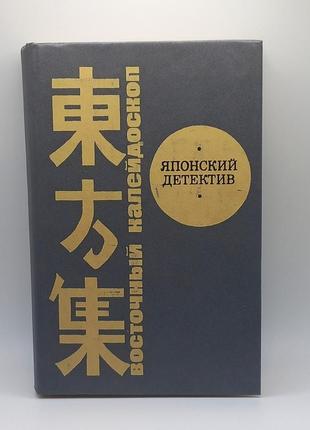 東方集
ВОСТОЧНЫЙ КАЛЕЙДОСКОП
ЯПОНСКИЙ
ДЕТЕКТИВ